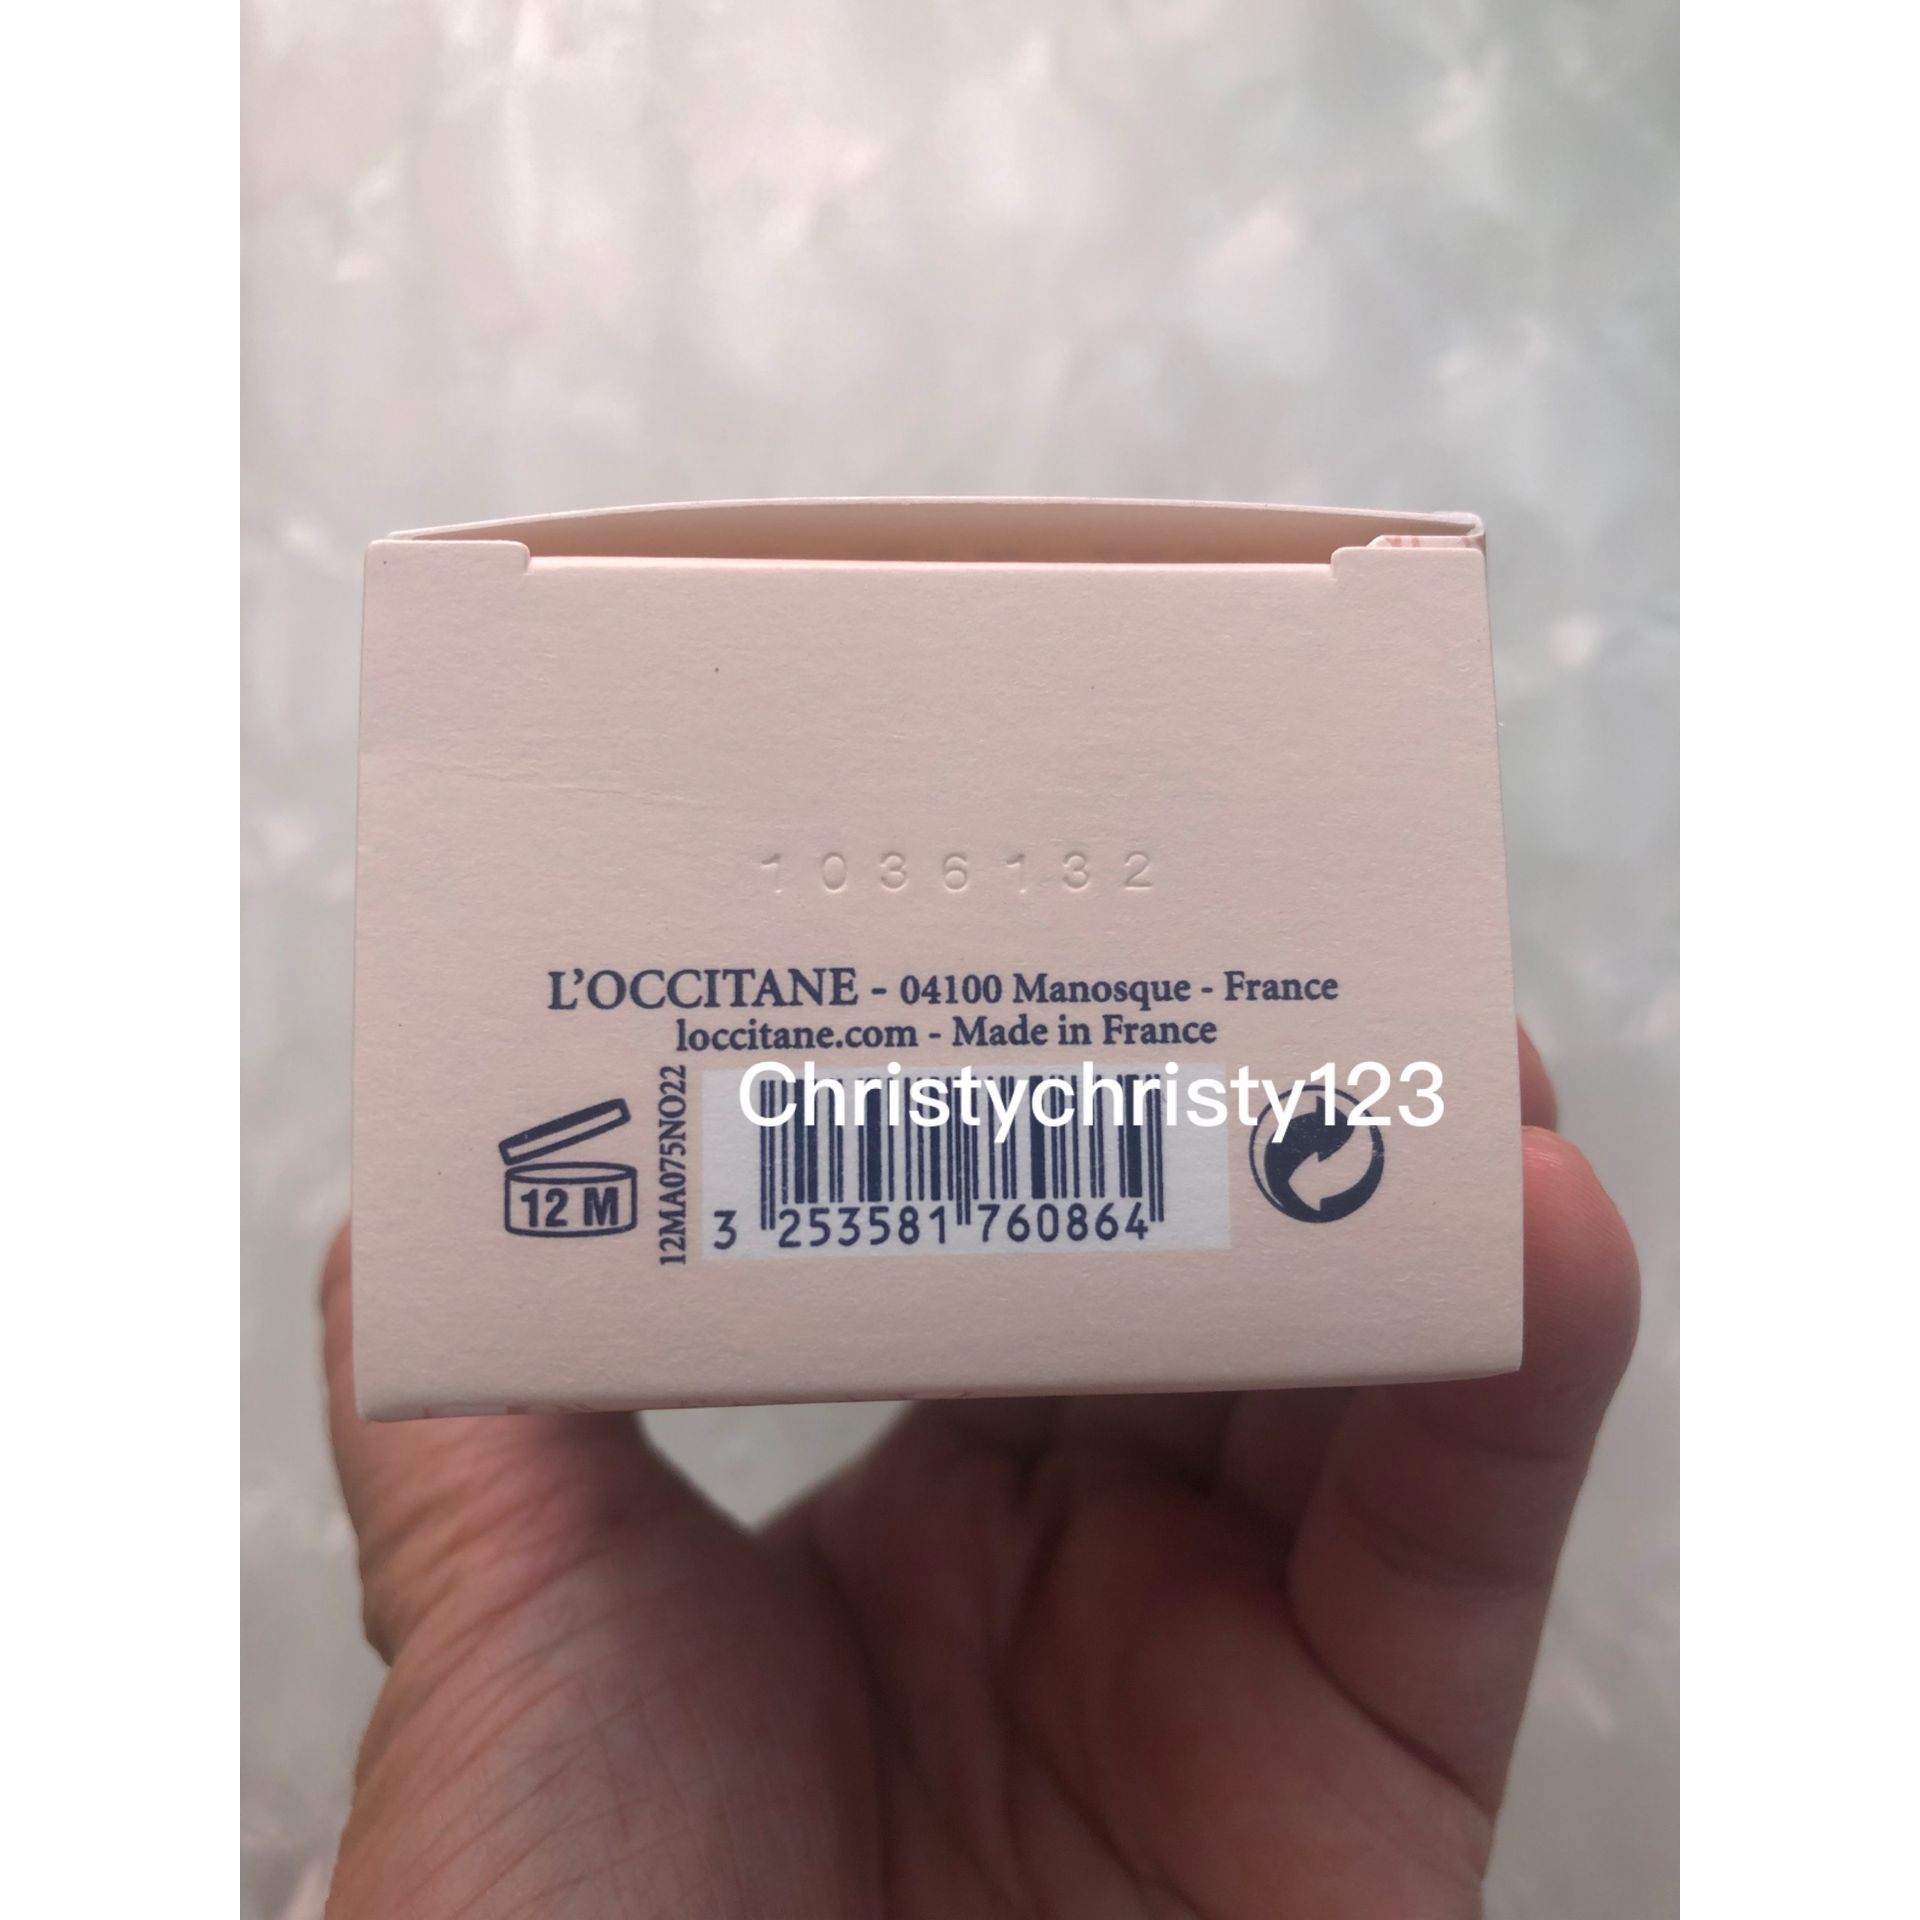 1036132
L'OCCITANE - 04100 Manosque - France
loccitane.com - Made in France
Christychristy123
12MA075NO22
12 M
3 253581 760864